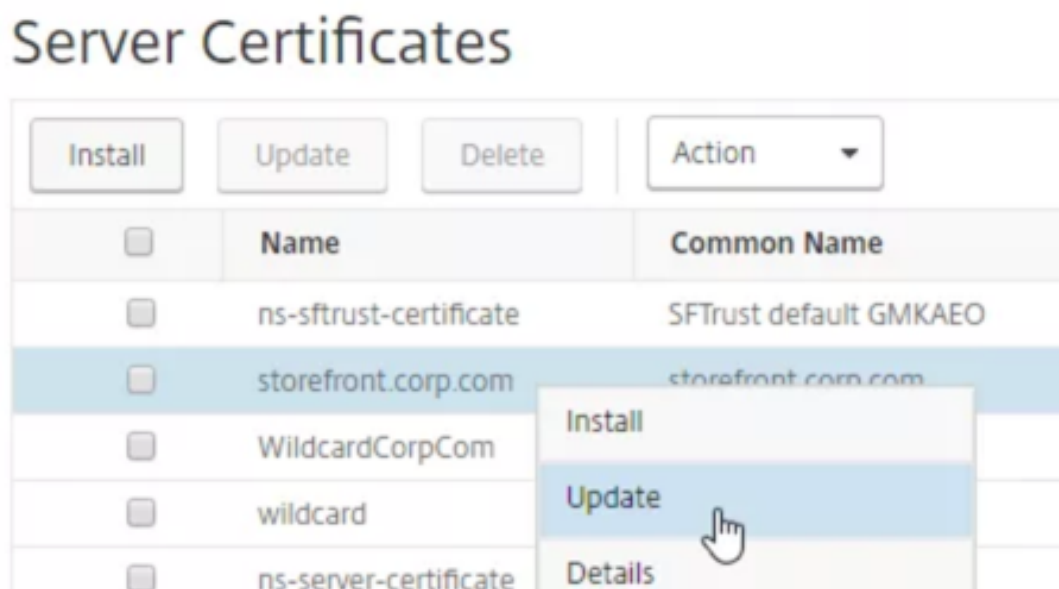 Server Certificates
Install Update Delete Action
Name Common Name
ns-sftrust-certificate SFTrust default GMKAEO
storefront.corp.com storefront.corp.com
Install
WildcardCorpCom
Update
wildcard
Details
ns-server-certificate